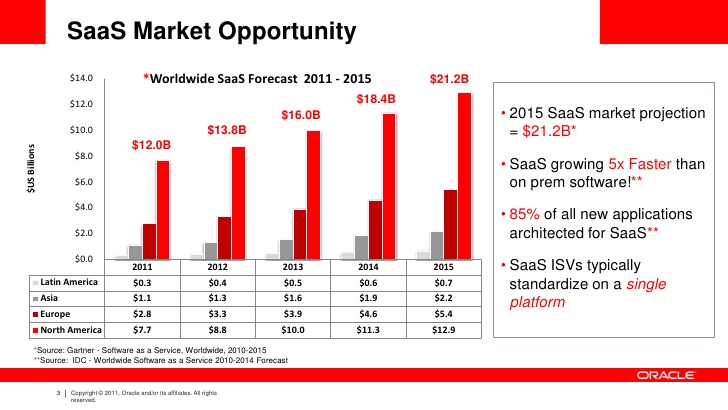 SaaS Market Opportunity
*Worldwide SaaS Forecast 2011 - 2015
$US Billions
$14.0
$12.0
$10.0
$8.0
$6.0
$4.0
$2.0
$0.0
$12.0B
$13.8B
$16.0B
$18.4B
$21.2B
2011 2012 2013 2014 2015
Latin America $0.3 $0.4 $0.5 $0.6 $0.7
Asia $1.1 $1.3 $1.6 $1.9 $2.2
Europe $2.8 $3.3 $3.9 $4.6 $5.4
North America $7.7 $8.8 $10.0 $11.3 $12.9
• 2015 SaaS market projection
= $21.2B*
• SaaS growing 5x Faster than
on prem software!**
• 85% of all new applications
architected for SaaS**
• SaaS ISVs typically
standardize on a single
platform
*Source: Gartner - Software as a Service, Worldwide, 2010-2015
**Source: IDC - Worldwide Software as a Service 2010-2014 Forecast
ORACLE
3 | Copyright © 2011, Oracle and/or its affiliates. All rights
reserved.